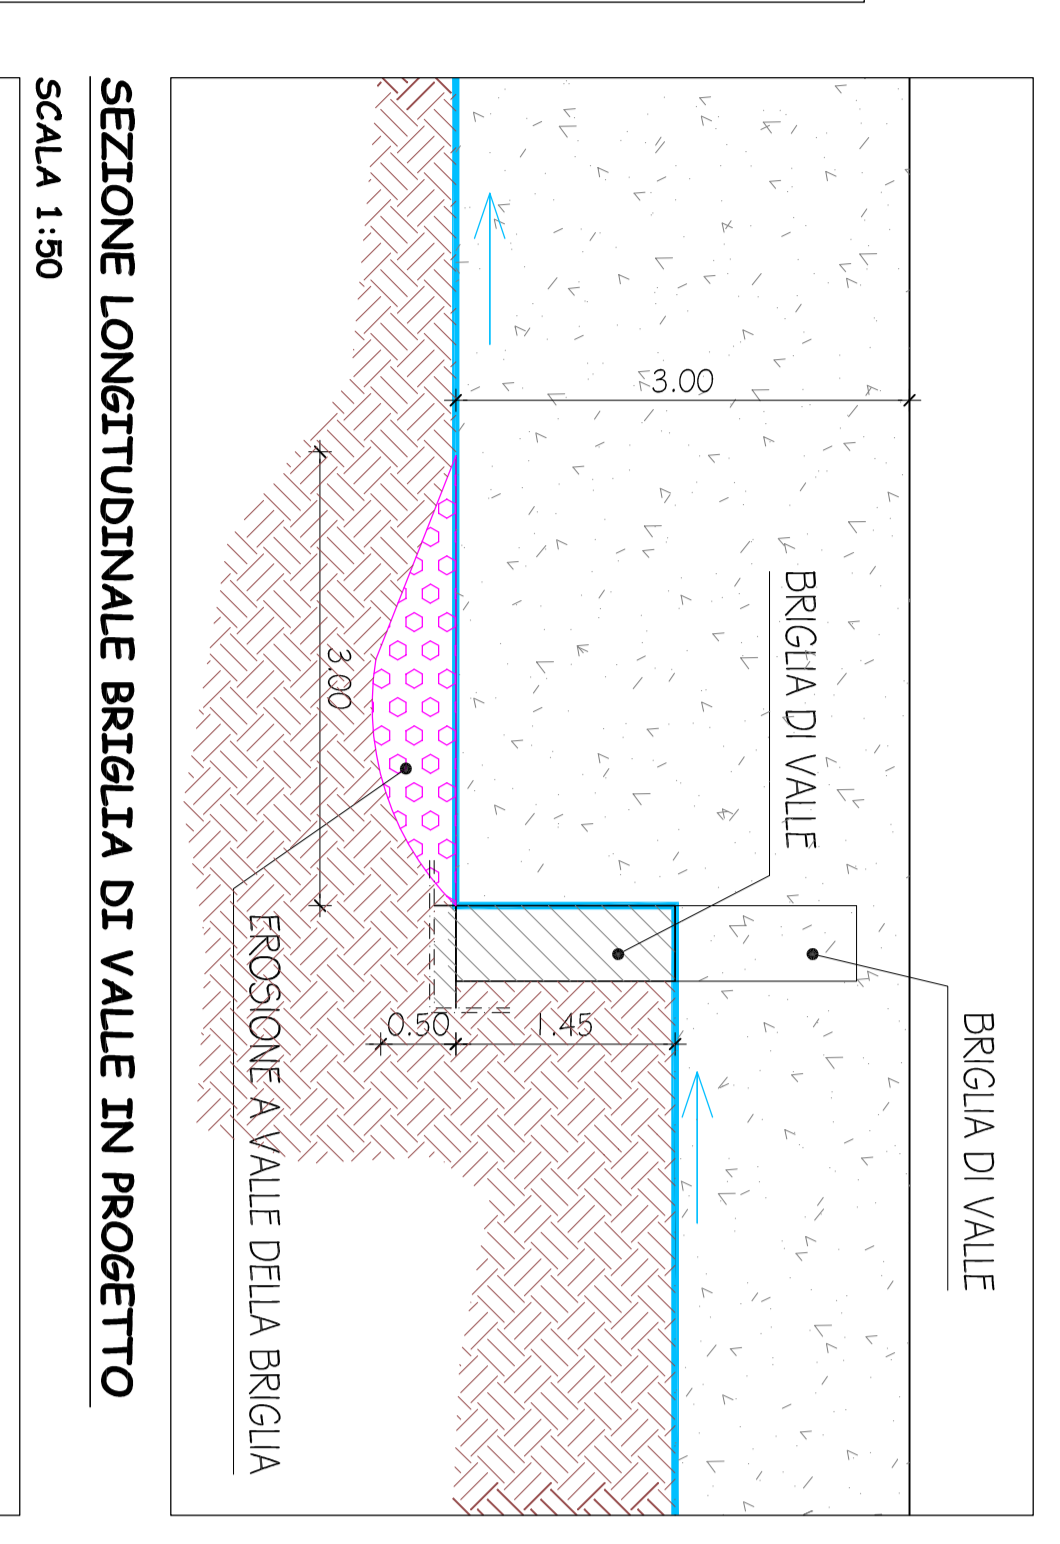 BRIGLIA DI VALLE
BRIGLIA DI VALLE
3.00
1.45
0.50
3.00
EROSIONE A VALLE DELLA BRIGLIA
SEZIONE LONGITUDINALE BRIGLIA DI VALLE IN PROGETTO
SCALA 1:50